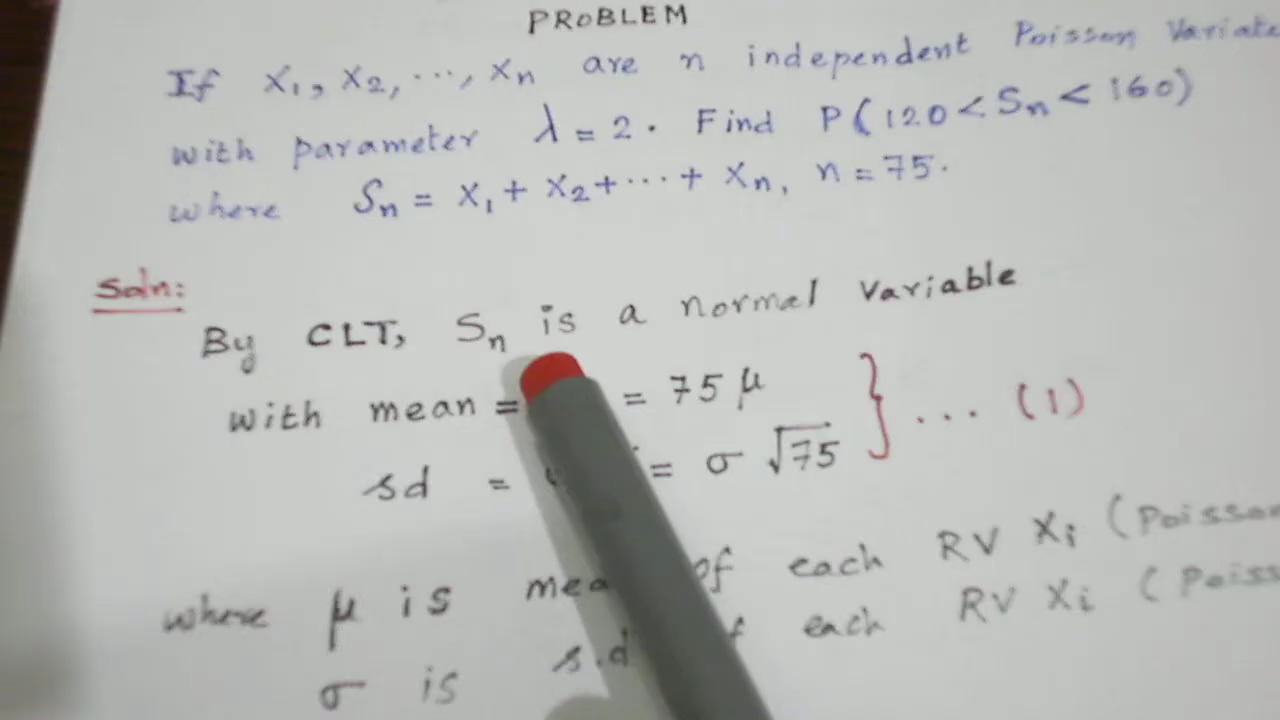 PROBLEM
If X₁, X₂, ..., Xₙ are n independent Poisson Variate
with parameter λ = 2. Find P(120 < Sₙ < 160)
where Sₙ = X₁ + X₂ + ... + Xₙ, n = 75.
Soln:
By CLT, Sₙ is a normal variable
with mean = = 75 μ
sd = = σ √75 } ... (1)
where μ is of each RV Xᵢ (Poisson
σ is s.d each RV Xᵢ (Poiss